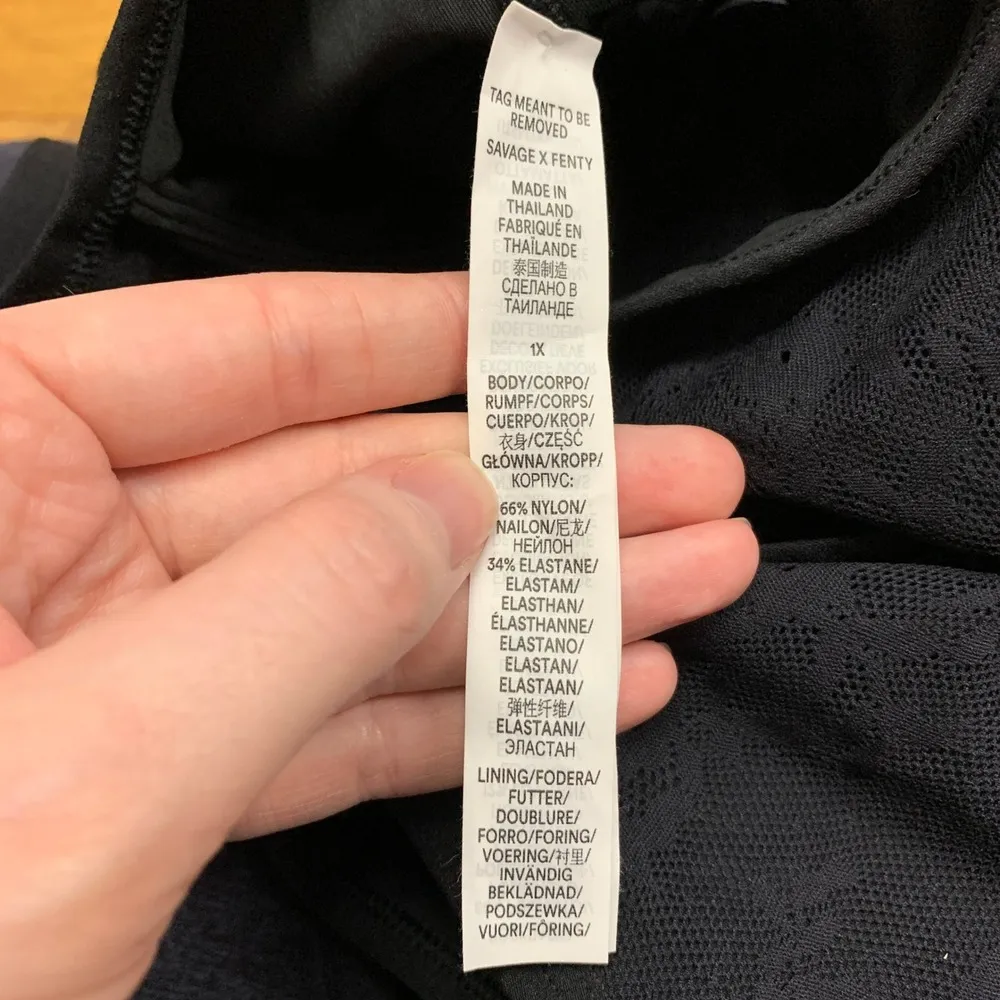 TAG MEANT TO BE
REMOVED
SAVAGE X FENTY
MADE IN
THAILAND
FABRIQUÉ EN
THAÏLANDE
泰国制造
СДЕЛАНО В
ТАИЛАНДЕ
1X
BODY/CORPO/
RUMPF/CORPS/
CUERPO/KROP/
衣身/CZĘŚĆ
GŁÓWNA/KROPP/
КОРПУС:
66% NYLON/
NAILON/尼龙/
НЕЙЛОН
34% ELASTANE/
ELASTAM/
ELASTHAN/
ÉLASTHANNE/
ELASTANO/
ELASTAN/
ELASTAAN/
弹性纤维/
ELASTAANI/
ЭЛАСТАН
LINING/FODERA/
FUTTER/
DOUBLURE/
FORRO/FORING/
VOERING/衬里/
INVÄNDIG
BEKLÄDNAD/
PODSZEWKA/
VUORI/FÔRING/